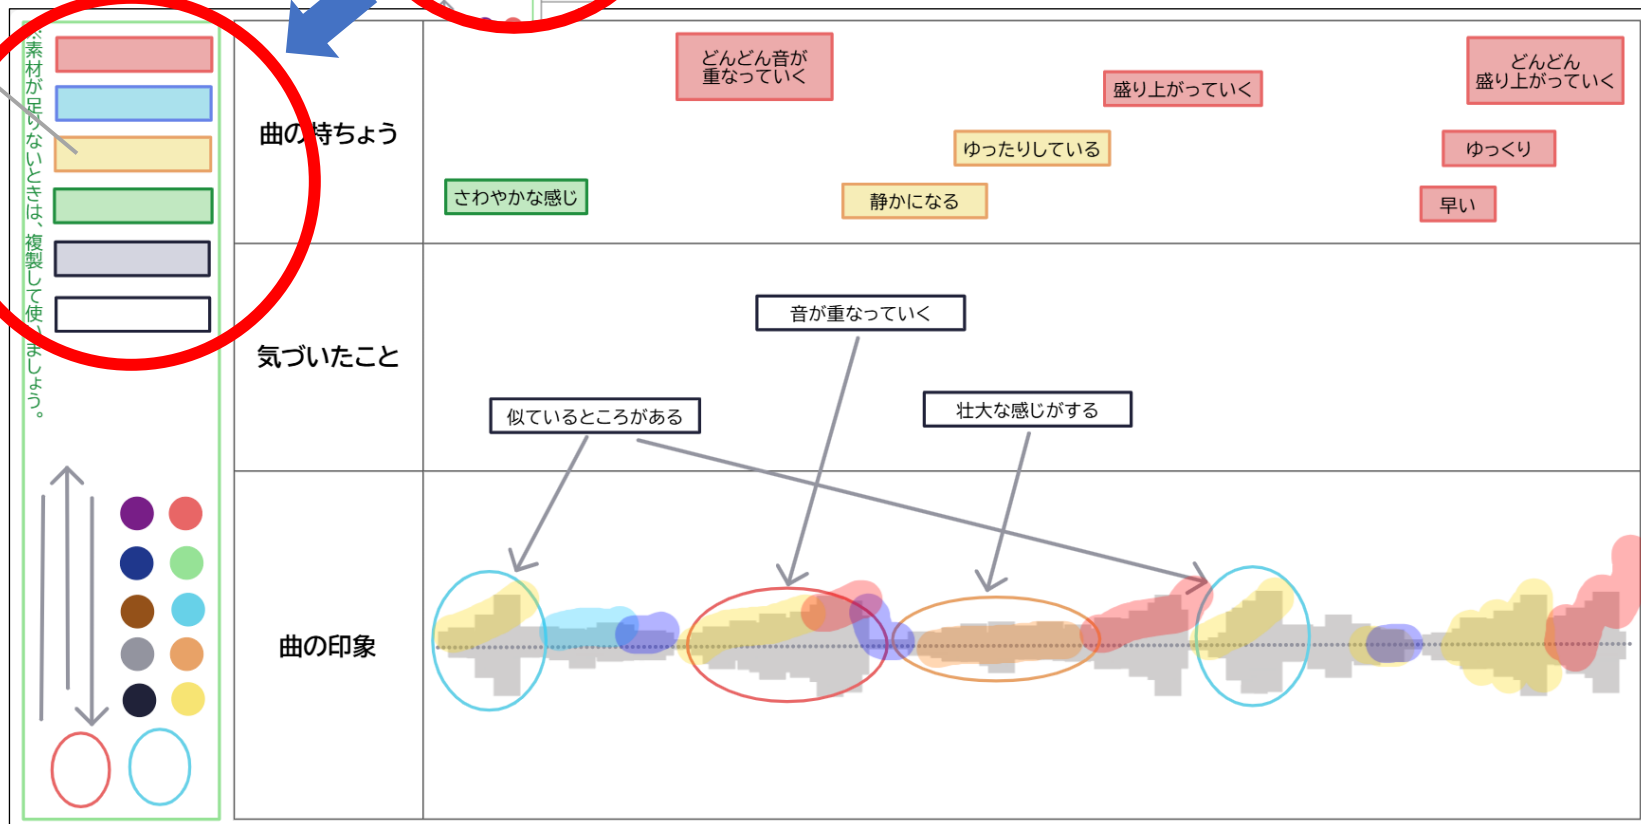 ※素材が足りないときは、複製して使いましょう。
曲の特ちょう
どんどん音が
重なっていく
盛り上がっていく
どんどん
盛り上がっていく
ゆったりしている
ゆっくり
さわやかな感じ
静かになる
早い
気づいたこと
音が重なっていく
似ているところがある
壮大な感じがする
曲の印象